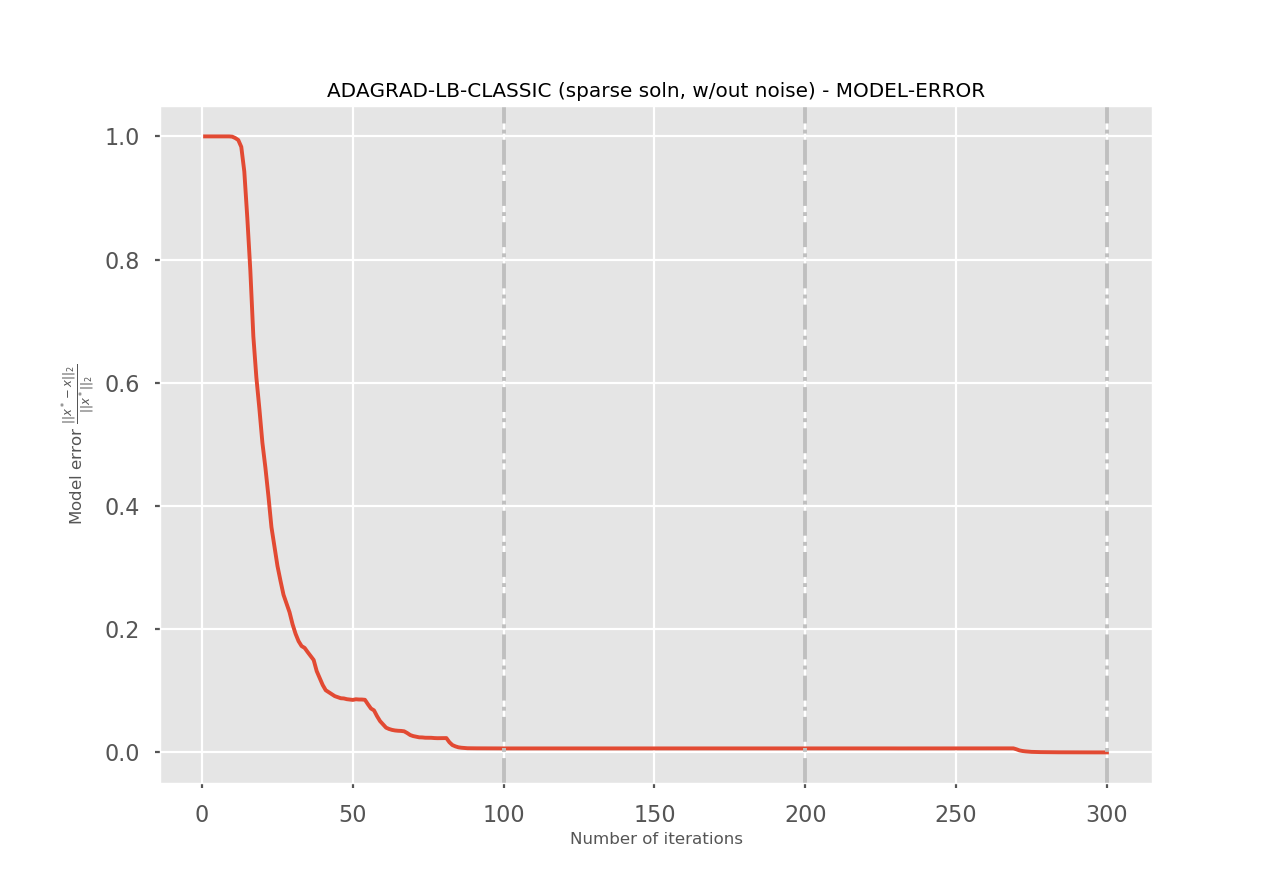 ADAGRAD-LB-CLASSIC (sparse soln, w/out noise) - MODEL-ERROR
1.0
0.8
0.6
0.4
0.2
0.0
Model error ||x* − x||₂ / ||x*||₂
0 50 100 150 200 250 300
Number of iterations